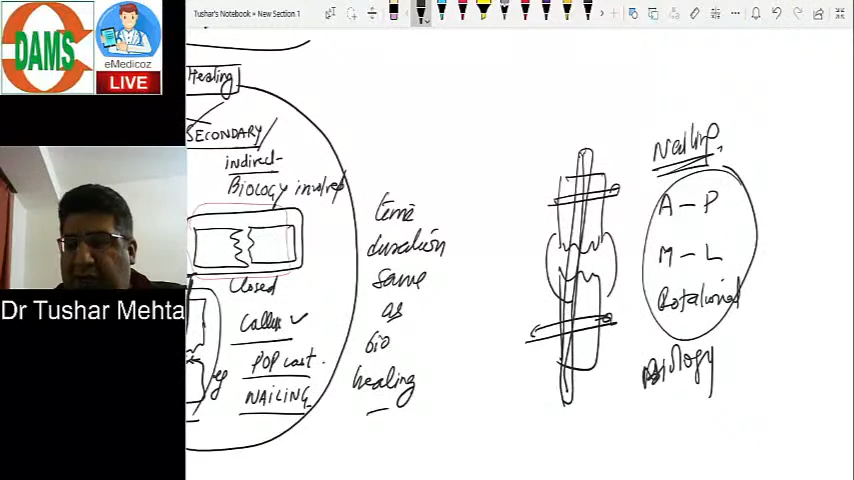 Tushar's Notebook » New Section 1
DAMS
eMedicoz
LIVE
Dr Tushar Mehta
Healing
SECONDARY
indirect
BIOLOGY involved
Closed
Callus ✓
POP cast.
NAILING
time
duration
same
as
bio
healing
Nailing
A - P
M - L
Rotational
Biology